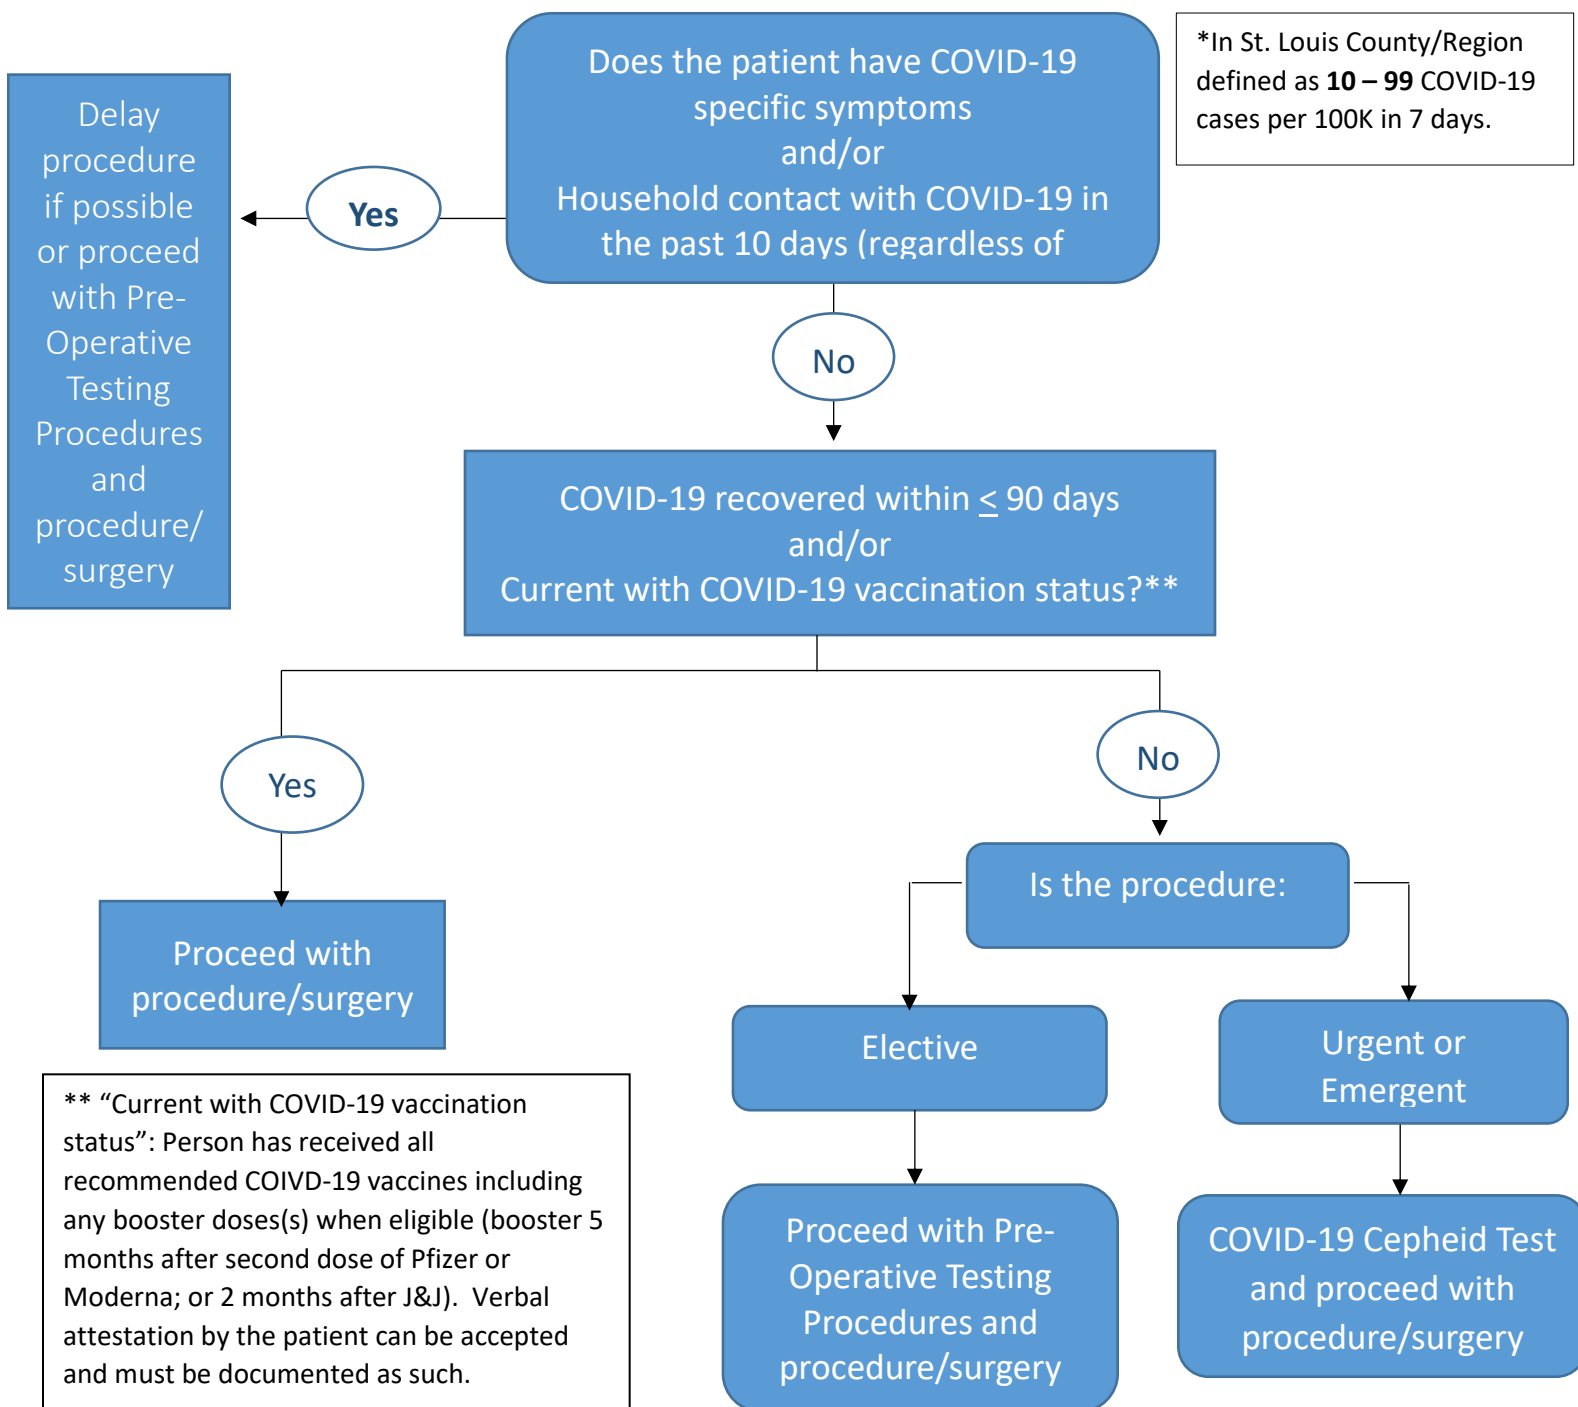 Does the patient have COVID-19
specific symptoms
and/or
Household contact with COVID-19 in
the past 10 days (regardless of
*In St. Louis County/Region
defined as 10 – 99 COVID-19
cases per 100K in 7 days.
Delay
procedure
if possible
or proceed
with Pre-
Operative
Testing
Procedures
and
procedure/
surgery
Yes
No
COVID-19 recovered within < 90 days
and/or
Current with COVID-19 vaccination status?**
Yes
No
Proceed with
procedure/surgery
Is the procedure:
Elective
Urgent or
Emergent
Proceed with Pre-
Operative Testing
Procedures and
procedure/surgery
COVID-19 Cepheid Test
and proceed with
procedure/surgery
** “Current with COVID-19 vaccination
status”: Person has received all
recommended COIVD-19 vaccines including
any booster doses(s) when eligible (booster 5
months after second dose of Pfizer or
Moderna; or 2 months after J&J).  Verbal
attestation by the patient can be accepted
and must be documented as such.